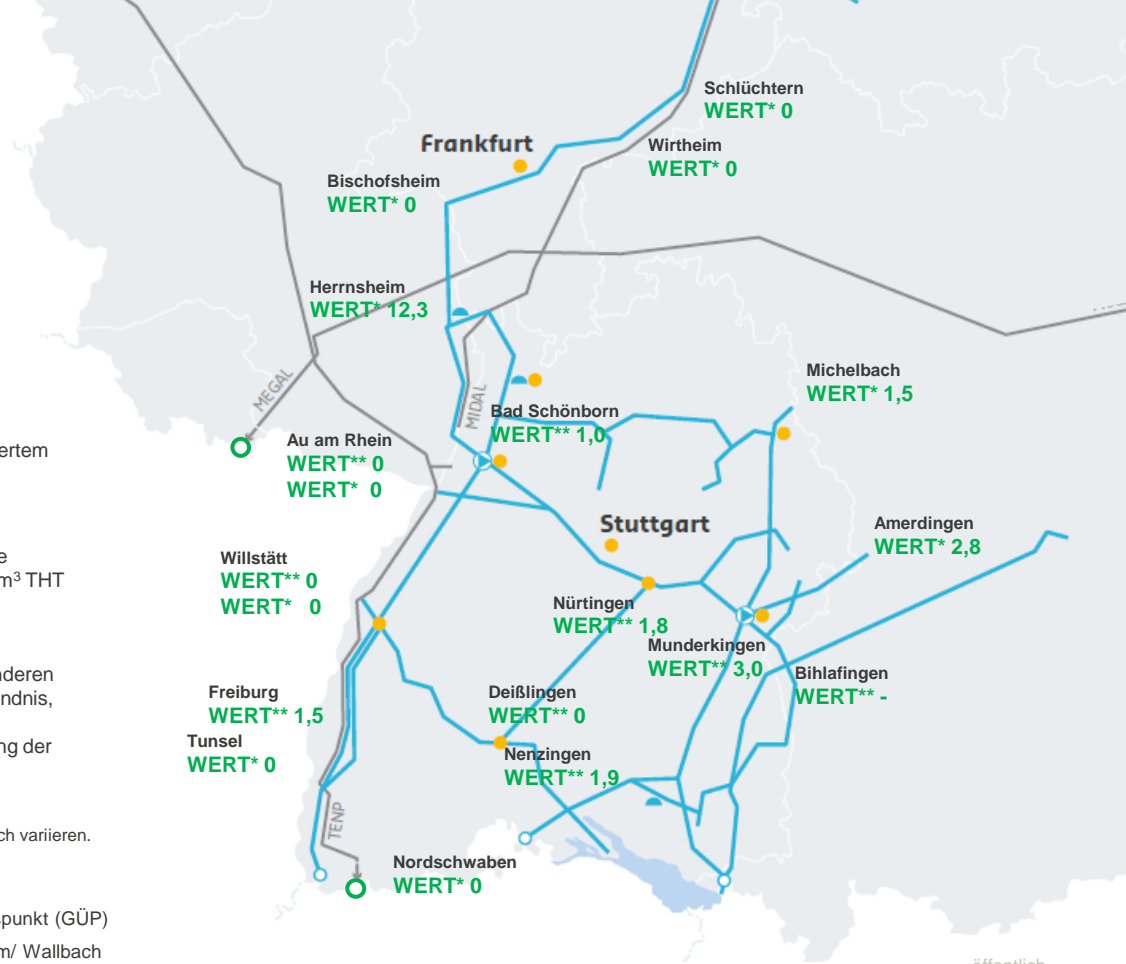 Schlüchtern
WERT* 0
Frankfurt
Wirtheim
WERT* 0
Bischofsheim
WERT* 0
Herrnsheim
WERT* 12,3
Michelbach
WERT* 1,5
MEGAL
MIDAL
Bad Schönborn
WERT** 1,0
Au am Rhein
WERT** 0
WERT* 0
ertem
Stuttgart
Amerdingen
WERT* 2,8
e
m³ THT
Willstätt
WERT** 0
WERT* 0
Nürtingen
WERT** 1,8
Munderkingen
WERT** 3,0
nderen
ndnis,
Bihlafingen
WERT** -
Freiburg
WERT** 1,5
Deißlingen
WERT** 0
Tunsel
WERT* 0
ng der
Nenzingen
WERT** 1,9
TENP
ch variieren.
Nordschwaben
WERT* 0
punkt (GÜP)
m/ Wallbach
öffentlich